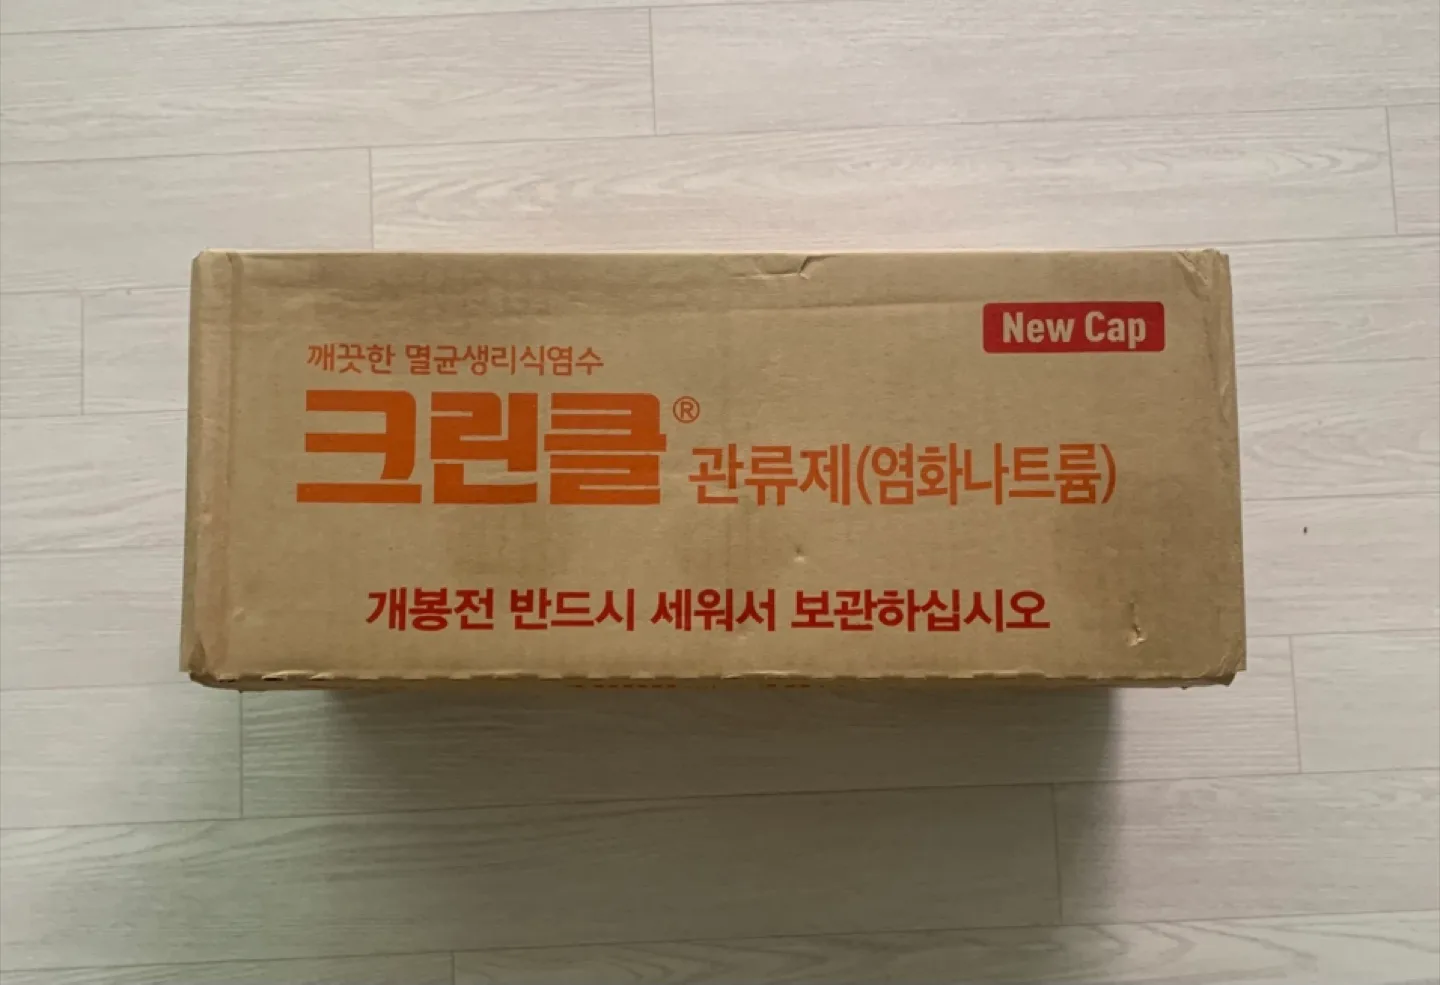 New Cap
깨끗한 멸균생리식염수
크린클® 관류제(염화나트륨)
개봉전 반드시 세워서 보관하십시오